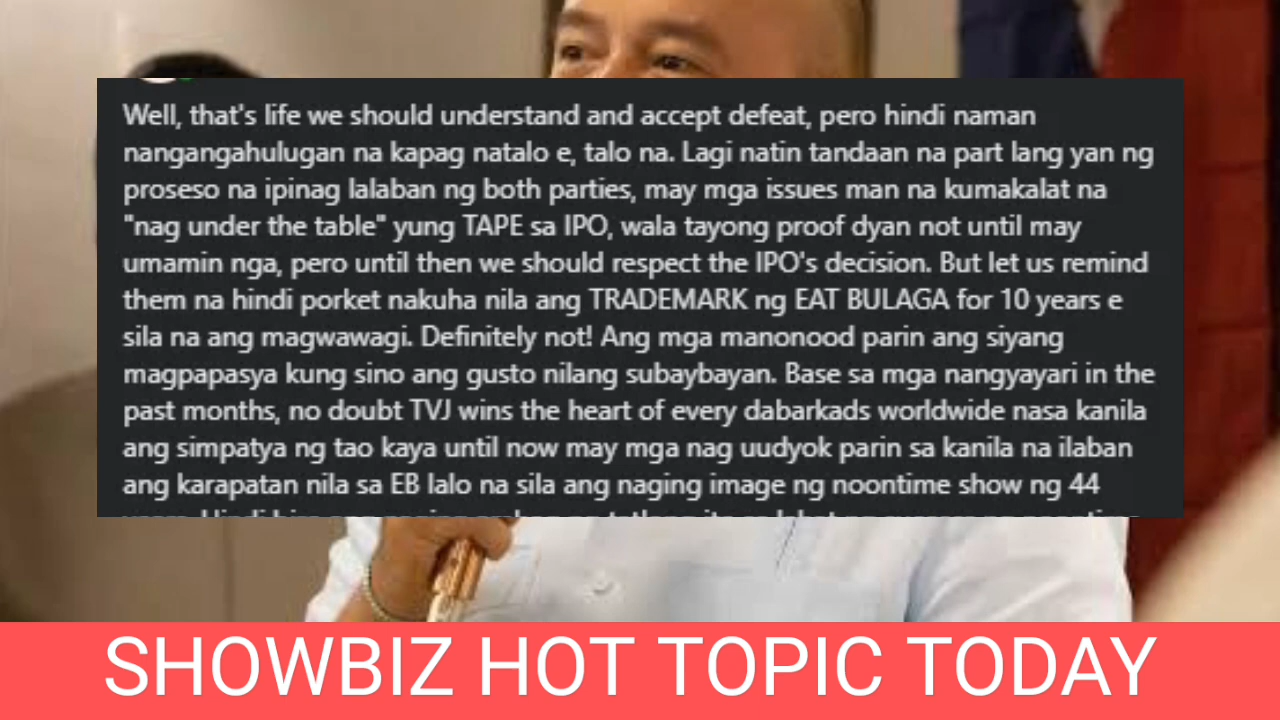 Well, that's life we should understand and accept defeat, pero hindi naman
nangangahulugan na kapag natalo e, talo na. Lagi natin tandaan na part lang yan ng
proseso na ipinag lalaban ng both parties, may mga issues man na kumakalat na
"nag under the table" yung TAPE sa IPO, wala tayong proof dyan not until may
umamin nga, pero until then we should respect the IPO's decision. But let us remind
them na hindi porket nakuha nila ang TRADEMARK ng EAT BULAGA for 10 years e
sila na ang magwawagi. Definitely not! Ang mga manonood parin ang siyang
magpapasya kung sino ang gusto nilang subaybayan. Base sa mga nangyayari in the
past months, no doubt TVJ wins the heart of every dabarkads worldwide nasa kanila
ang simpatya ng tao kaya until now may mga nag uudyok parin sa kanila na ilaban
ang karapatan nila sa EB lalo na sila ang naging image ng noontime show ng 44
SHOWBIZ HOT TOPIC TODAY